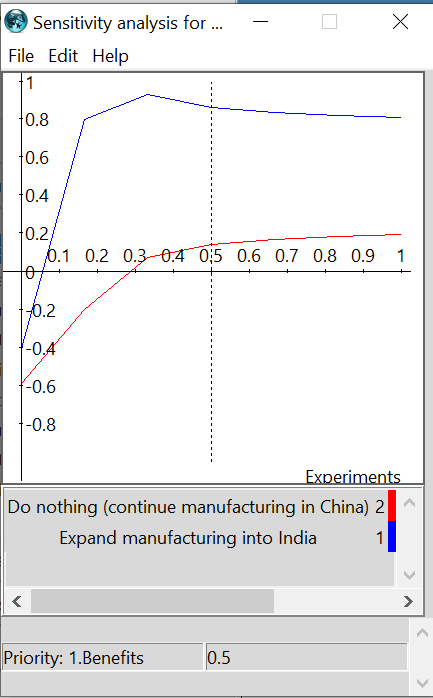 Sensitivity analysis for ...
File Edit Help
1
0.8
0.6
0.4
0.2
0.1 0.2 0.3 0.4 0.5 0.6 0.7 0.8 0.9 1
0
-0.2
-0.4
-0.6
-0.8
Experiments
Do nothing (continue manufacturing in China) 2
Expand manufacturing into India 1
Priority: 1.Benefits 0.5